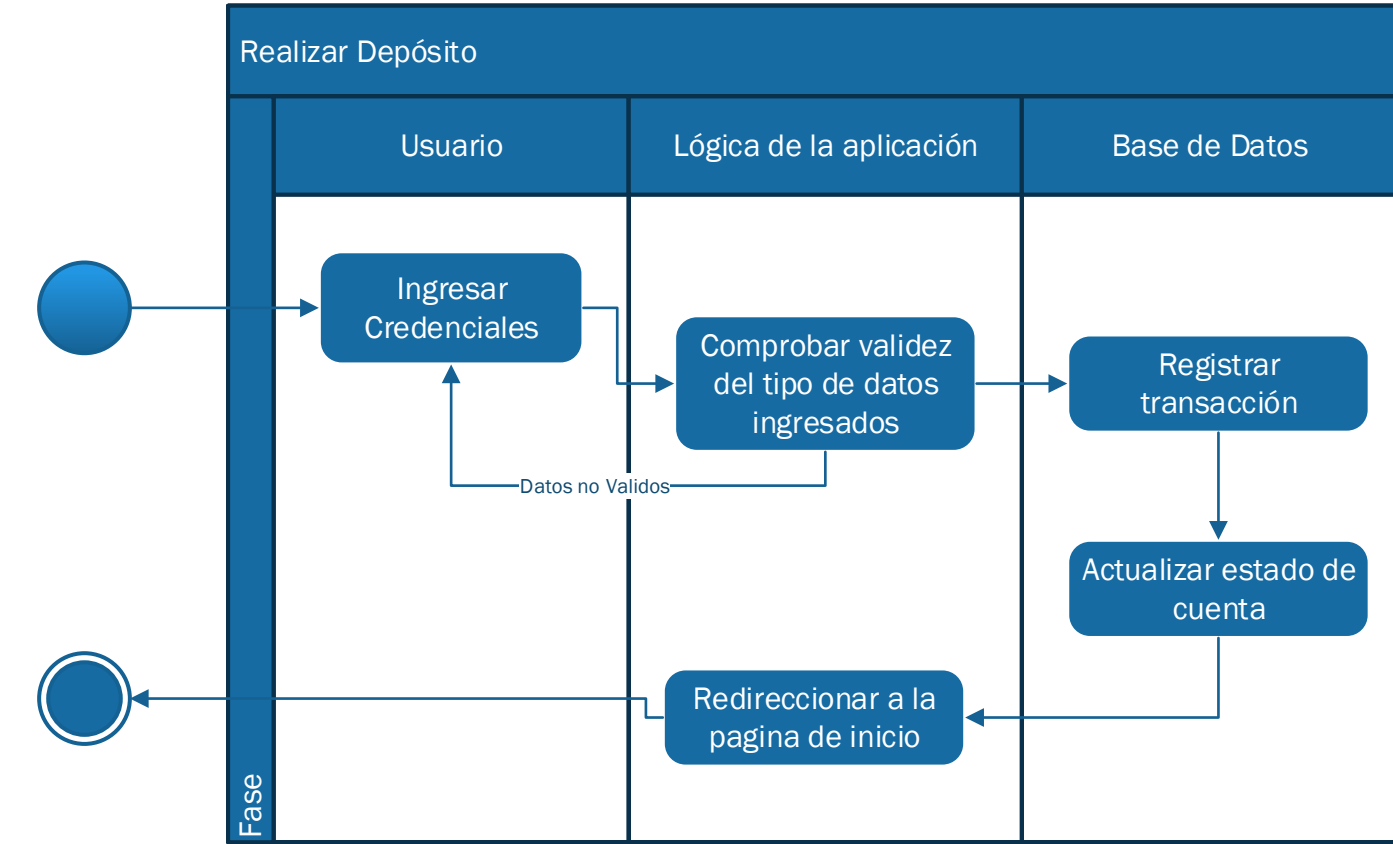 Realizar Depósito
Usuario
Lógica de la aplicación
Base de Datos
Ingresar
Credenciales
Comprobar validez
del tipo de datos
ingresados
Registrar
transacción
Datos no Validos
Actualizar estado de
cuenta
Redireccionar a la
pagina de inicio
Fase